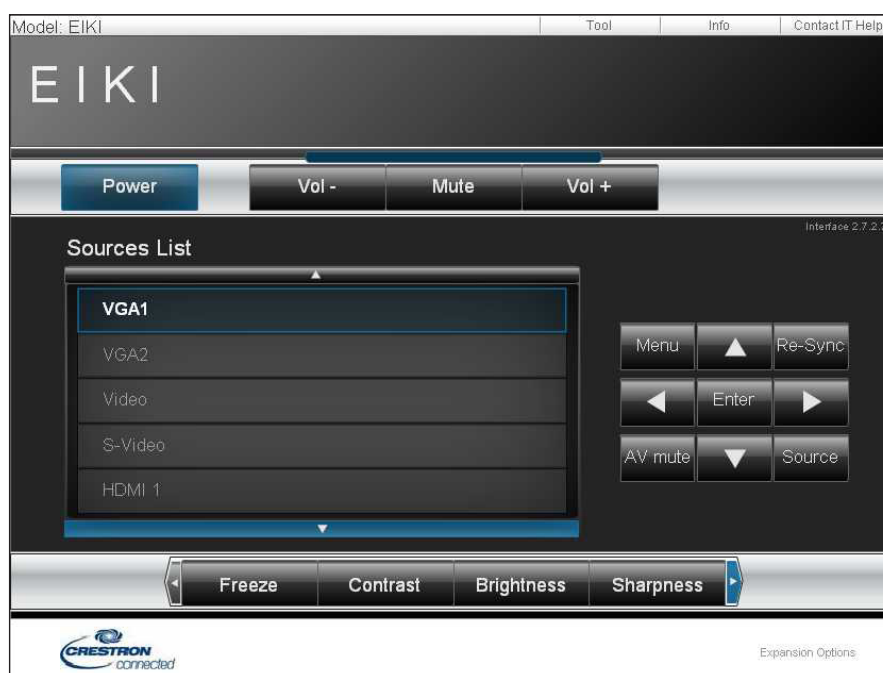 Model: EIKI Tool Info Contact IT Help
EIKI
Power Vol - Mute Vol +
Interface 2.7.2.7
Sources List
VGA1
VGA2
Video
S-Video
HDMI 1
Menu Re-Sync
Enter
AV mute Source
Freeze Contrast Brightness Sharpness
CRESTRON
connected
Expansion Options